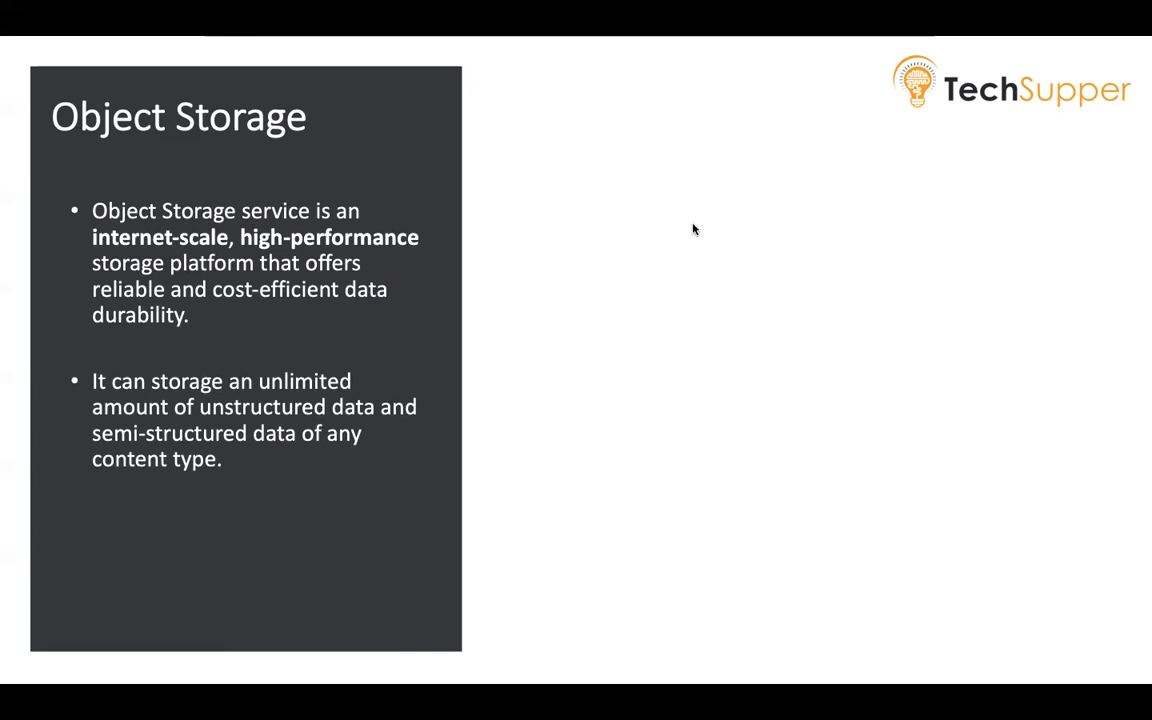 TechSupper
Object Storage
• Object Storage service is an
internet-scale, high-performance
storage platform that offers
reliable and cost-efficient data
durability.
• It can storage an unlimited
amount of unstructured data and
semi-structured data of any
content type.